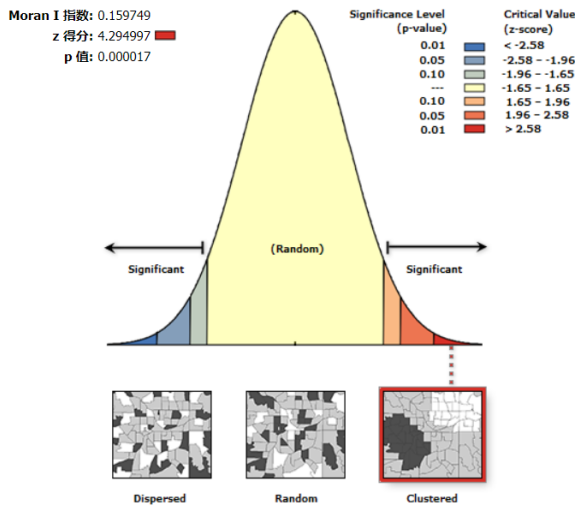 Moran I 指数: 0.159749
z 得分: 4.294997
p 值: 0.000017
Significance Level
(p-value)
Critical Value
(z-score)
0.01 < -2.58
0.05 -2.58 – -1.96
0.10 -1.96 – -1.65
--- -1.65 – 1.65
0.10 1.65 – 1.96
0.05 1.96 – 2.58
0.01 > 2.58
(Random)
Significant
Significant
Dispersed
Random
Clustered